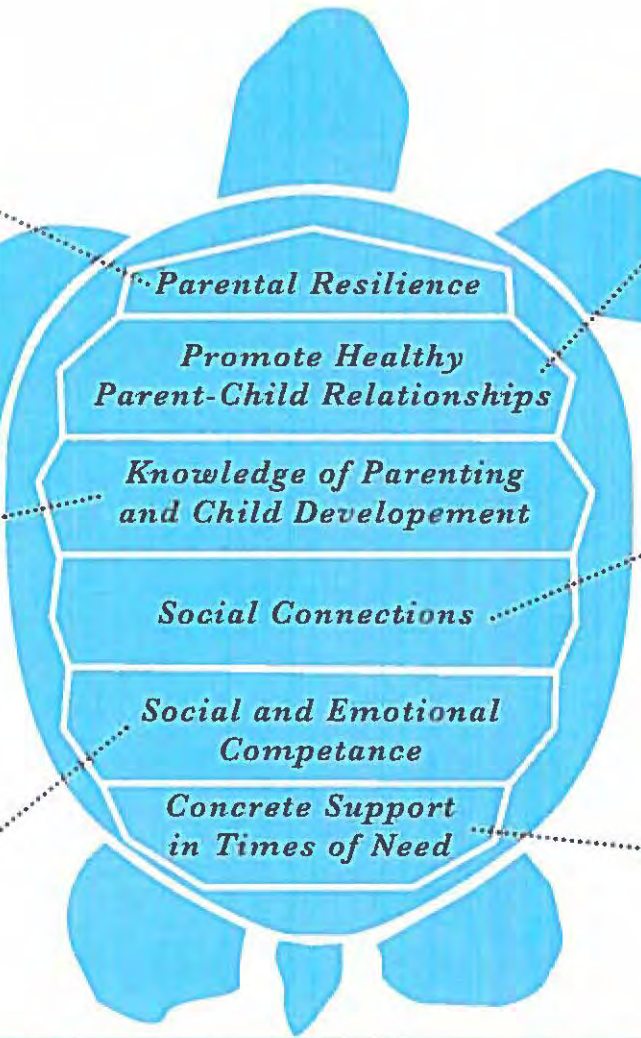 Parental Resilience
Promote Healthy
Parent-Child Relationships
Knowledge of Parenting
and Child Developement
Social Connections
Social and Emotional
Competance
Concrete Support
in Times of Need